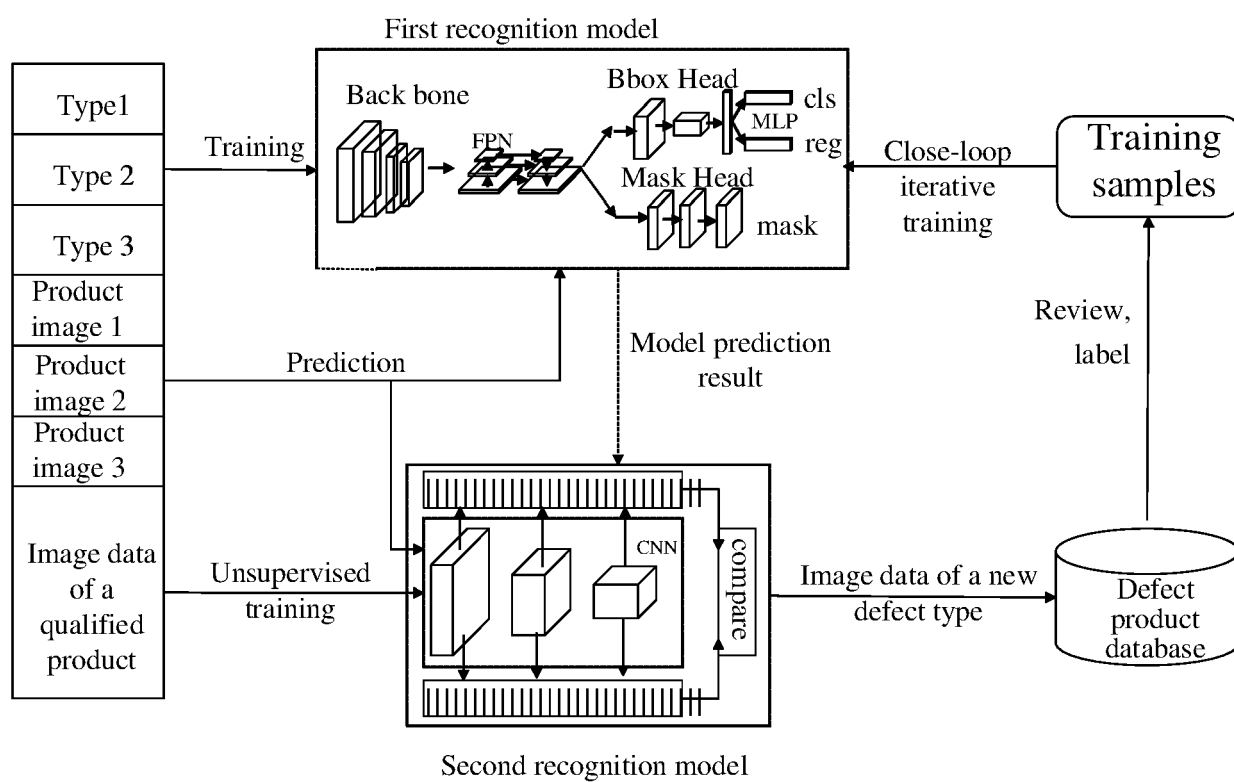 First recognition model
Type1
Type 2
Type 3
Product
image 1
Product
image 2
Product
image 3
Image data
of a
qualified
product
Training
Back bone
FPN
Bbox Head
cls
MLP
reg
Mask Head
mask
Close-loop
iterative
training
Training
samples
Review,
label
Prediction
Model prediction
result
Unsupervised
training
CNN
compare
Image data of a new
defect type
Defect
product
database
Second recognition model